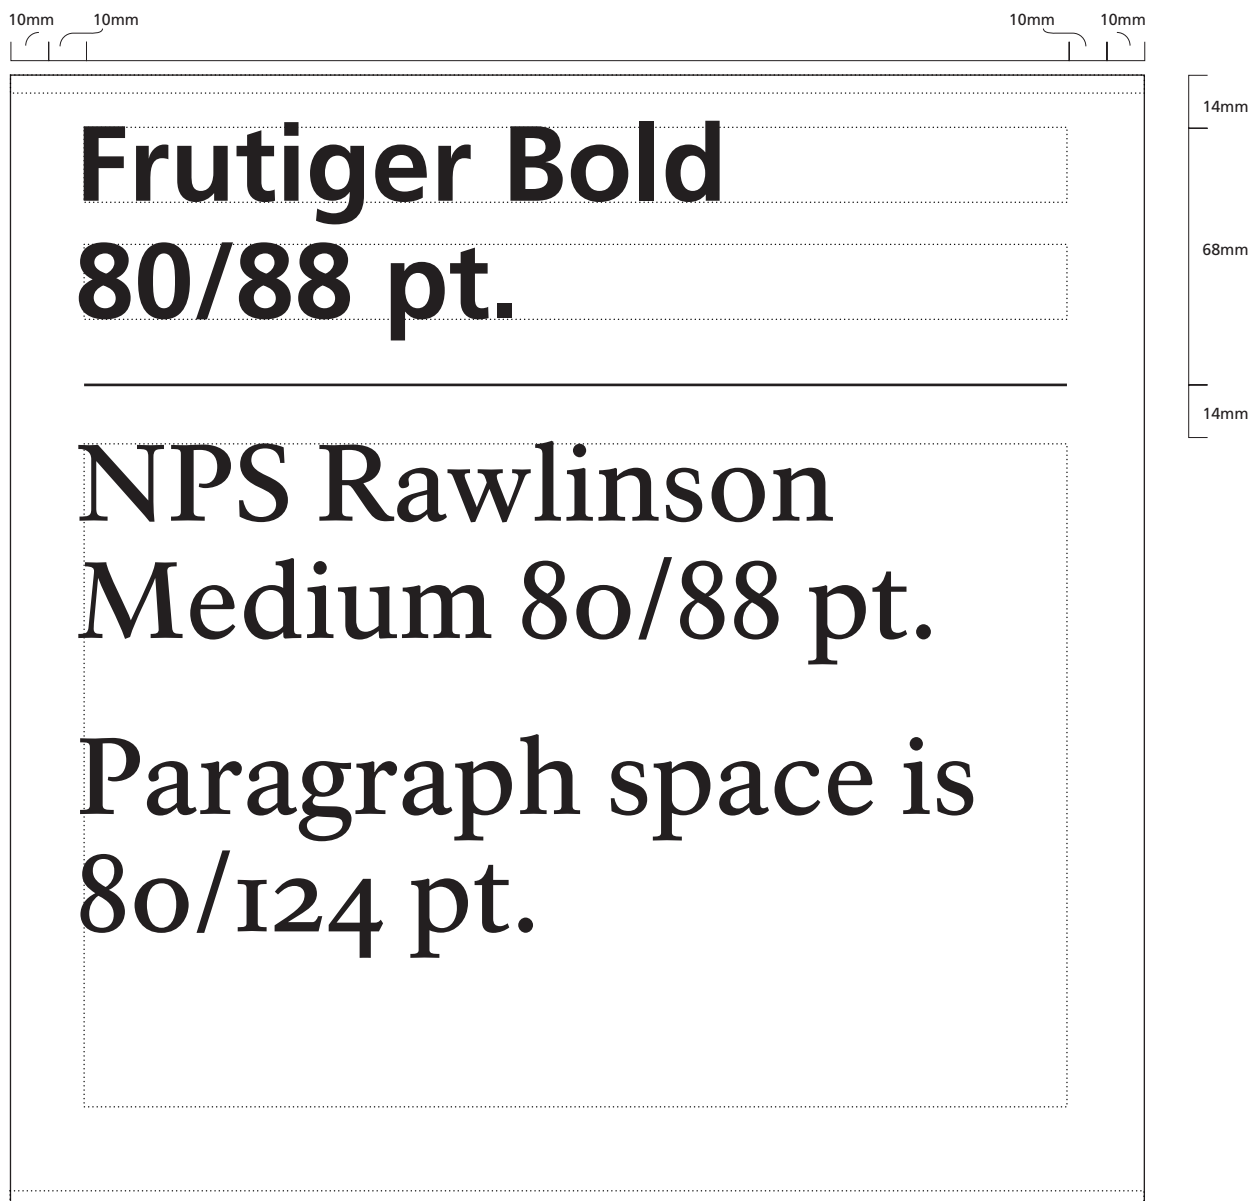 10mm 10mm 10mm 10mm
14mm
Frutiger Bold
68mm
80/88 pt.
14mm
NPS Rawlinson
Medium 80/88 pt.
Paragraph space is
80/124 pt.